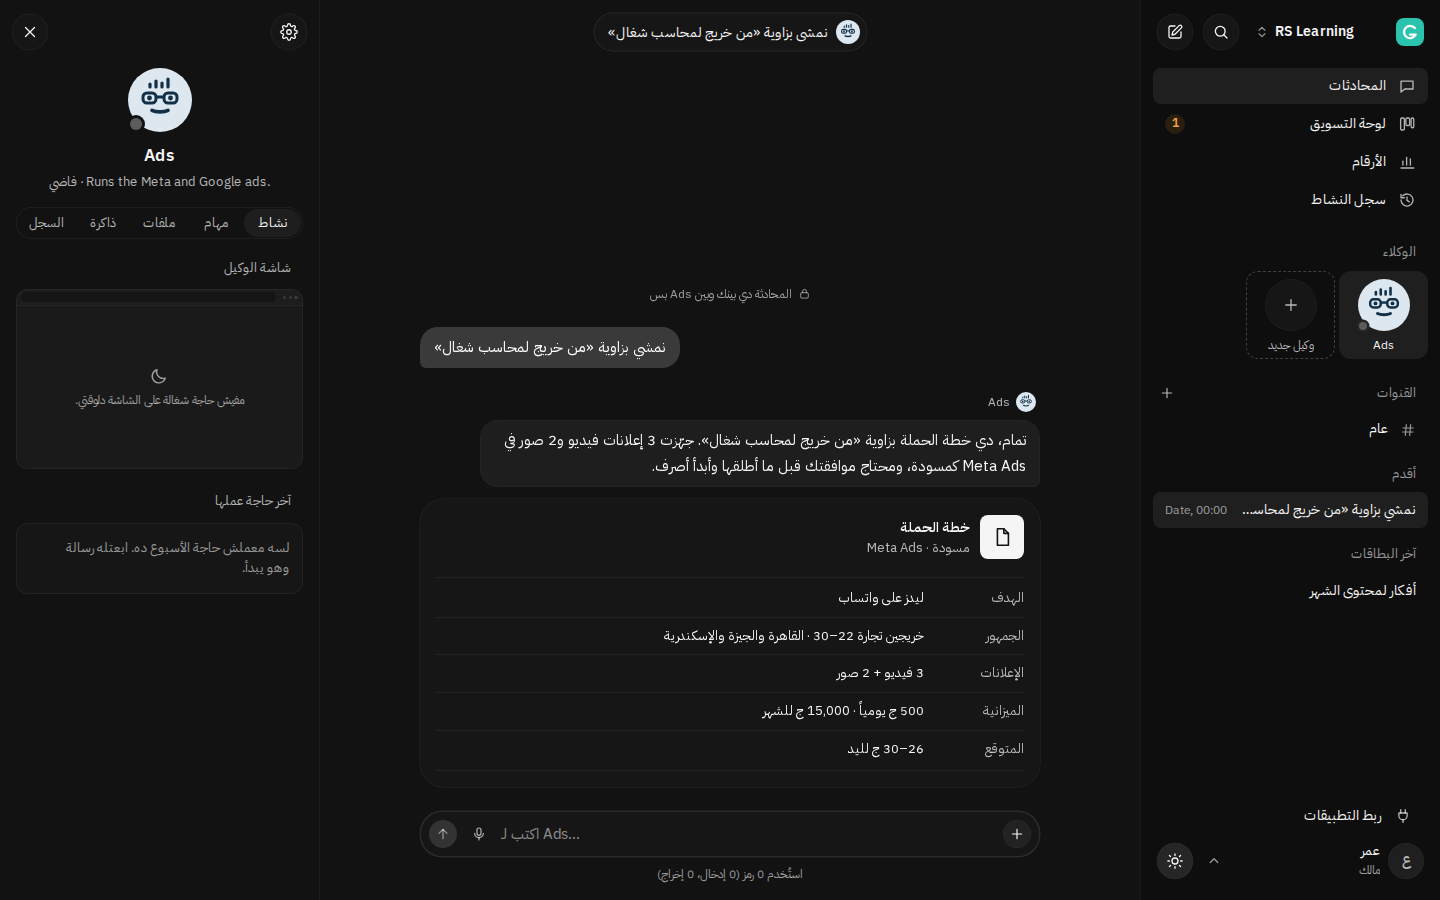 RS Learning
المحادثات
لوحة التسويق
1
الأرقام
سجل النشاط
الوكلاء
Ads
وكيل جديد
القنوات
عام
أقدم
نمشي بزاوية «من خريج لمحاسب...
Date, 00:00
آخر البطاقات
أفكار لمحتوى الشهر
ربط التطبيقات
ع
عمر
مالك
نمشي بزاوية «من خريج لمحاسب شغال»
المحادثة دي بينك وبين Ads بس
نمشي بزاوية «من خريج لمحاسب شغال»
Ads
تمام، دي خطة الحملة بزاوية «من خريج لمحاسب شغال». جهّزت 3 إعلانات فيديو و2 صور في
Meta Ads كمسودة، ومحتاج موافقتك قبل ما أطلقها وأبدأ أصرف.
خطة الحملة
مسودة · Meta Ads
الهدف ليدز على واتساب
الجمهور خريجين تجارة 22–30 · القاهرة والجيزة والإسكندرية
الإعلانات 3 فيديو + 2 صور
الميزانية 500 ج يومياً · 15,000 ج للشهر
المتوقع 26–30 ج لليد
اكتب لـ Ads...
استُخدم 0 رمز (0 إدخال، 0 إخراج)
Ads
فاضي · Runs the Meta and Google ads.
نشاط
مهام
ملفات
ذاكرة
السجل
شاشة الوكيل
مفيش حاجة شغالة على الشاشة دلوقتي.
آخر حاجة عملها
لسه معملش حاجة الأسبوع ده. ابعتله رسالة
وهو يبدأ.